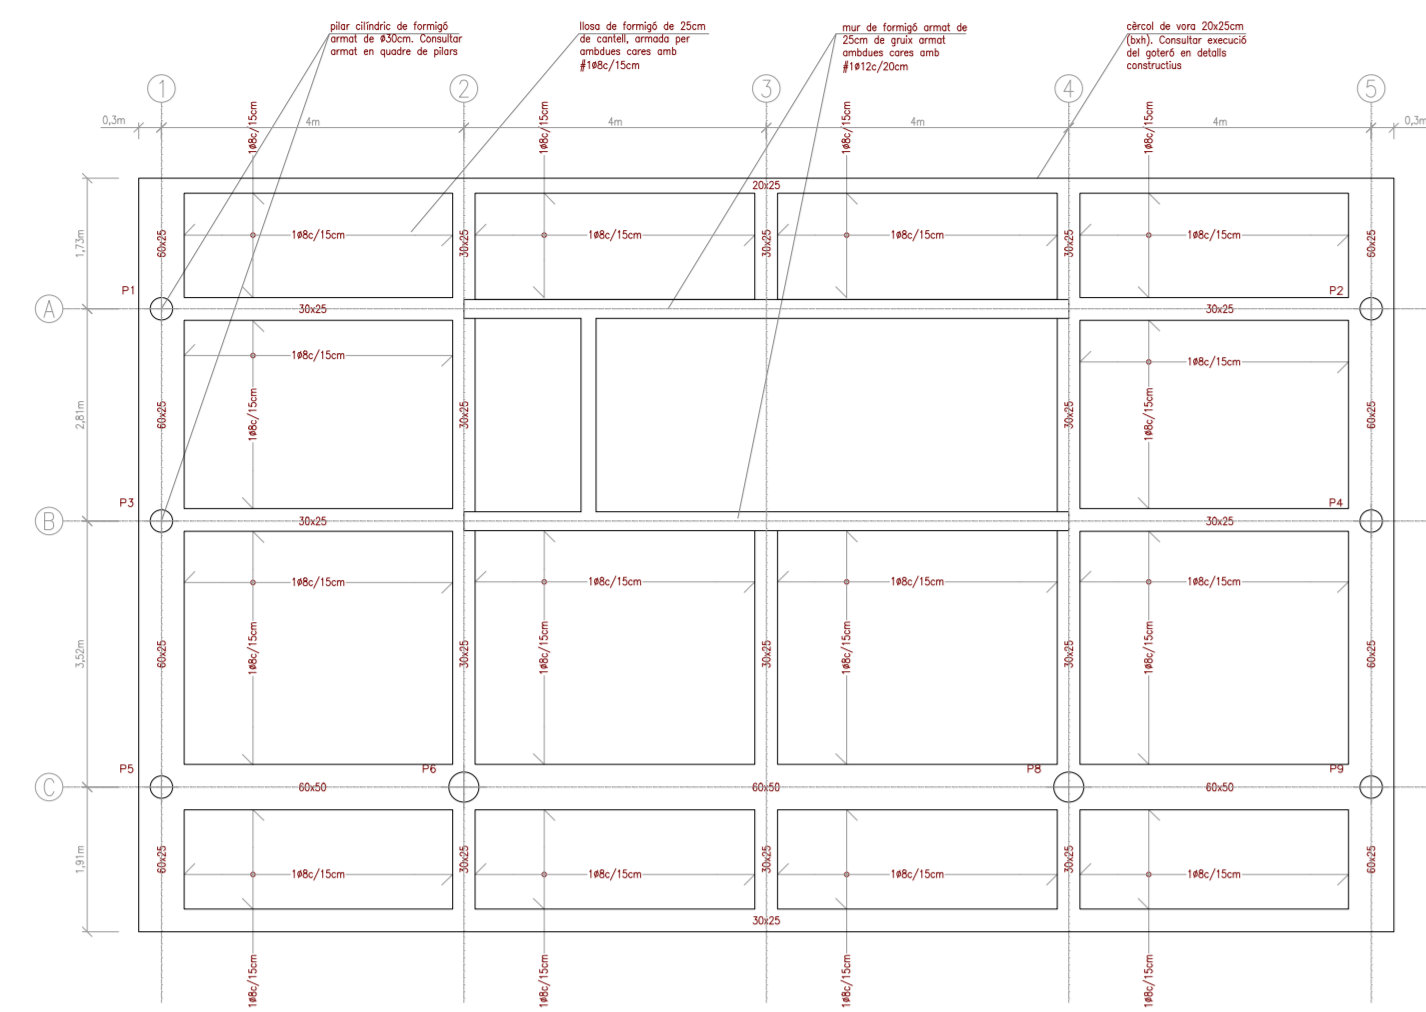 pilar cilíndric de formigó
armat de Ø30cm. Consultar
armat en quadre de pilars
llosa de formigó de 25cm
de cantell, armada per
ambdues cares amb
#1Ø8c/15cm
mur de formigó armat de
25cm de gruix armat
ambdues cares amb
#1Ø12c/20cm
cèrcol de vora 20x25cm
(bxh). Consultar execució
del goteró en detalls
constructius
1 2 3 4 5
0,3m 4m 4m 4m 4m 0,3m
1Ø8c/15cm 1Ø8c/15cm 1Ø8c/15cm 1Ø8c/15cm
20x25
1,73m 60x25 1Ø8c/15cm 30x25 1Ø8c/15cm 30x25 1Ø8c/15cm 30x25 1Ø8c/15cm 60x25
P1 P2
A 30x25 30x25
1Ø8c/15cm 1Ø8c/15cm
2,81m 60x25 1Ø8c/15cm 30x25 30x25 1Ø8c/15cm 60x25
P3 P4
B 30x25 30x25
1Ø8c/15cm 1Ø8c/15cm 1Ø8c/15cm 1Ø8c/15cm
3,52m 60x25 1Ø8c/15cm 30x25 1Ø8c/15cm 30x25 1Ø8c/15cm 30x25 1Ø8c/15cm 60x25
P5 P6 P8 P9
C 60x50 60x50 60x50
1,91m 60x25 1Ø8c/15cm 30x25 1Ø8c/15cm 30x25 1Ø8c/15cm 30x25 1Ø8c/15cm 60x25
30x25
1Ø8c/15cm 1Ø8c/15cm 1Ø8c/15cm 1Ø8c/15cm